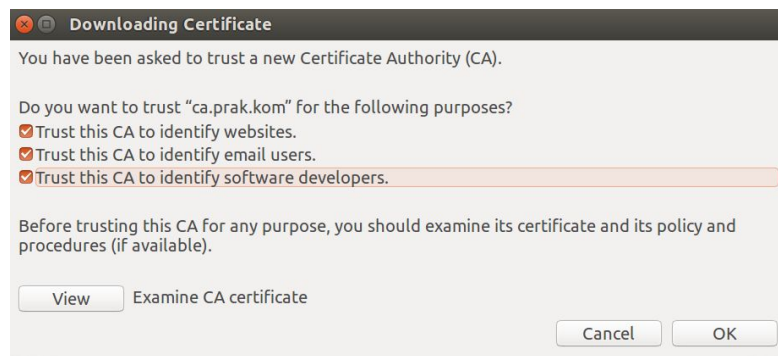 Downloading Certificate
You have been asked to trust a new Certificate Authority (CA).
Do you want to trust “ca.prak.kom” for the following purposes?
Trust this CA to identify websites.
Trust this CA to identify email users.
Trust this CA to identify software developers.
Before trusting this CA for any purpose, you should examine its certificate and its policy and
procedures (if available).
View Examine CA certificate
Cancel OK